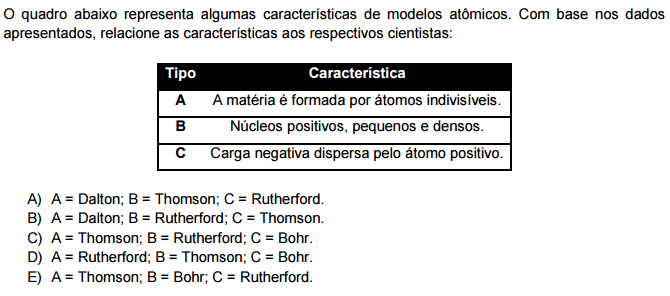 O quadro abaixo representa algumas características de modelos atômicos. Com base nos dados
apresentados, relacione as características aos respectivos cientistas:
Tipo Característica
A A matéria é formada por átomos indivisíveis.
B Núcleos positivos, pequenos e densos.
C Carga negativa dispersa pelo átomo positivo.
A) A = Dalton; B = Thomson; C = Rutherford.
B) A = Dalton; B = Rutherford; C = Thomson.
C) A = Thomson; B = Rutherford; C = Bohr.
D) A = Rutherford; B = Thomson; C = Bohr.
E) A = Thomson; B = Bohr; C = Rutherford.